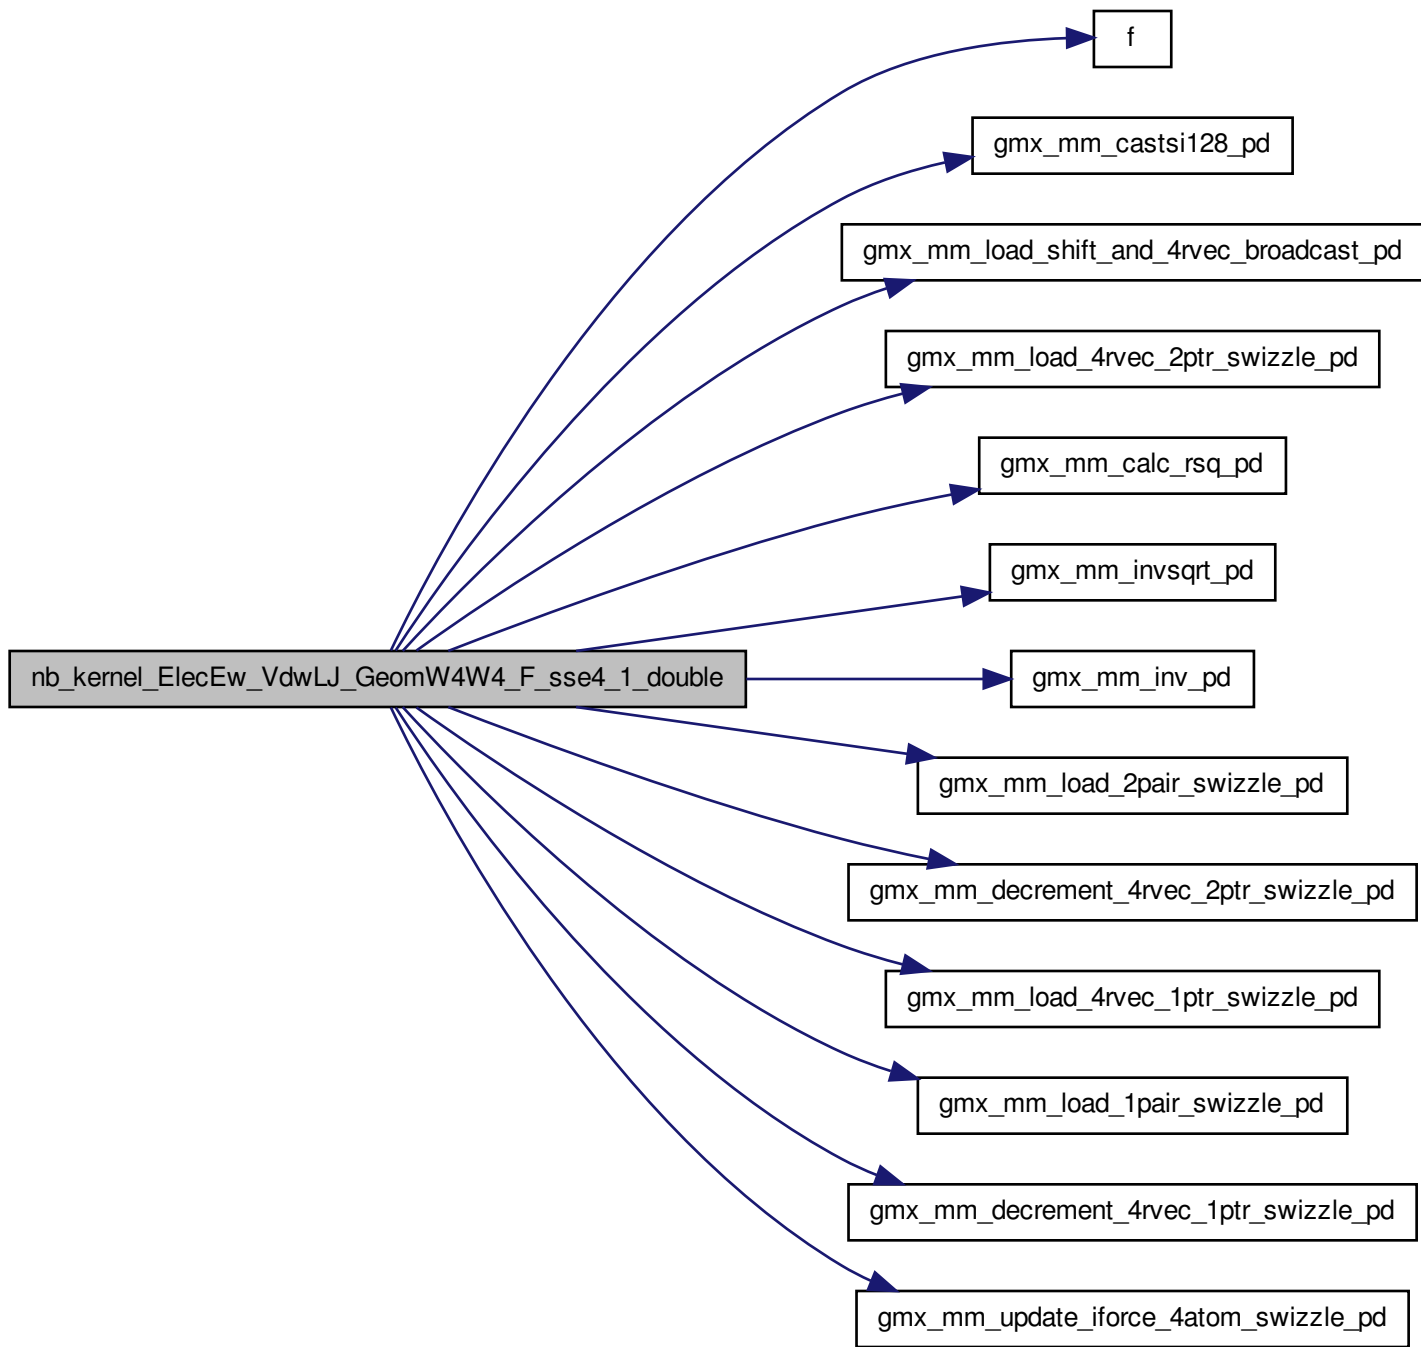 f
gmx_mm_castsi128_pd
gmx_mm_load_shift_and_4rvec_broadcast_pd
gmx_mm_load_4rvec_2ptr_swizzle_pd
gmx_mm_calc_rsq_pd
gmx_mm_invsqrt_pd
nb_kernel_ElecEw_VdwLJ_GeomW4W4_F_sse4_1_double
gmx_mm_inv_pd
gmx_mm_load_2pair_swizzle_pd
gmx_mm_decrement_4rvec_2ptr_swizzle_pd
gmx_mm_load_4rvec_1ptr_swizzle_pd
gmx_mm_load_1pair_swizzle_pd
gmx_mm_decrement_4rvec_1ptr_swizzle_pd
gmx_mm_update_iforce_4atom_swizzle_pd